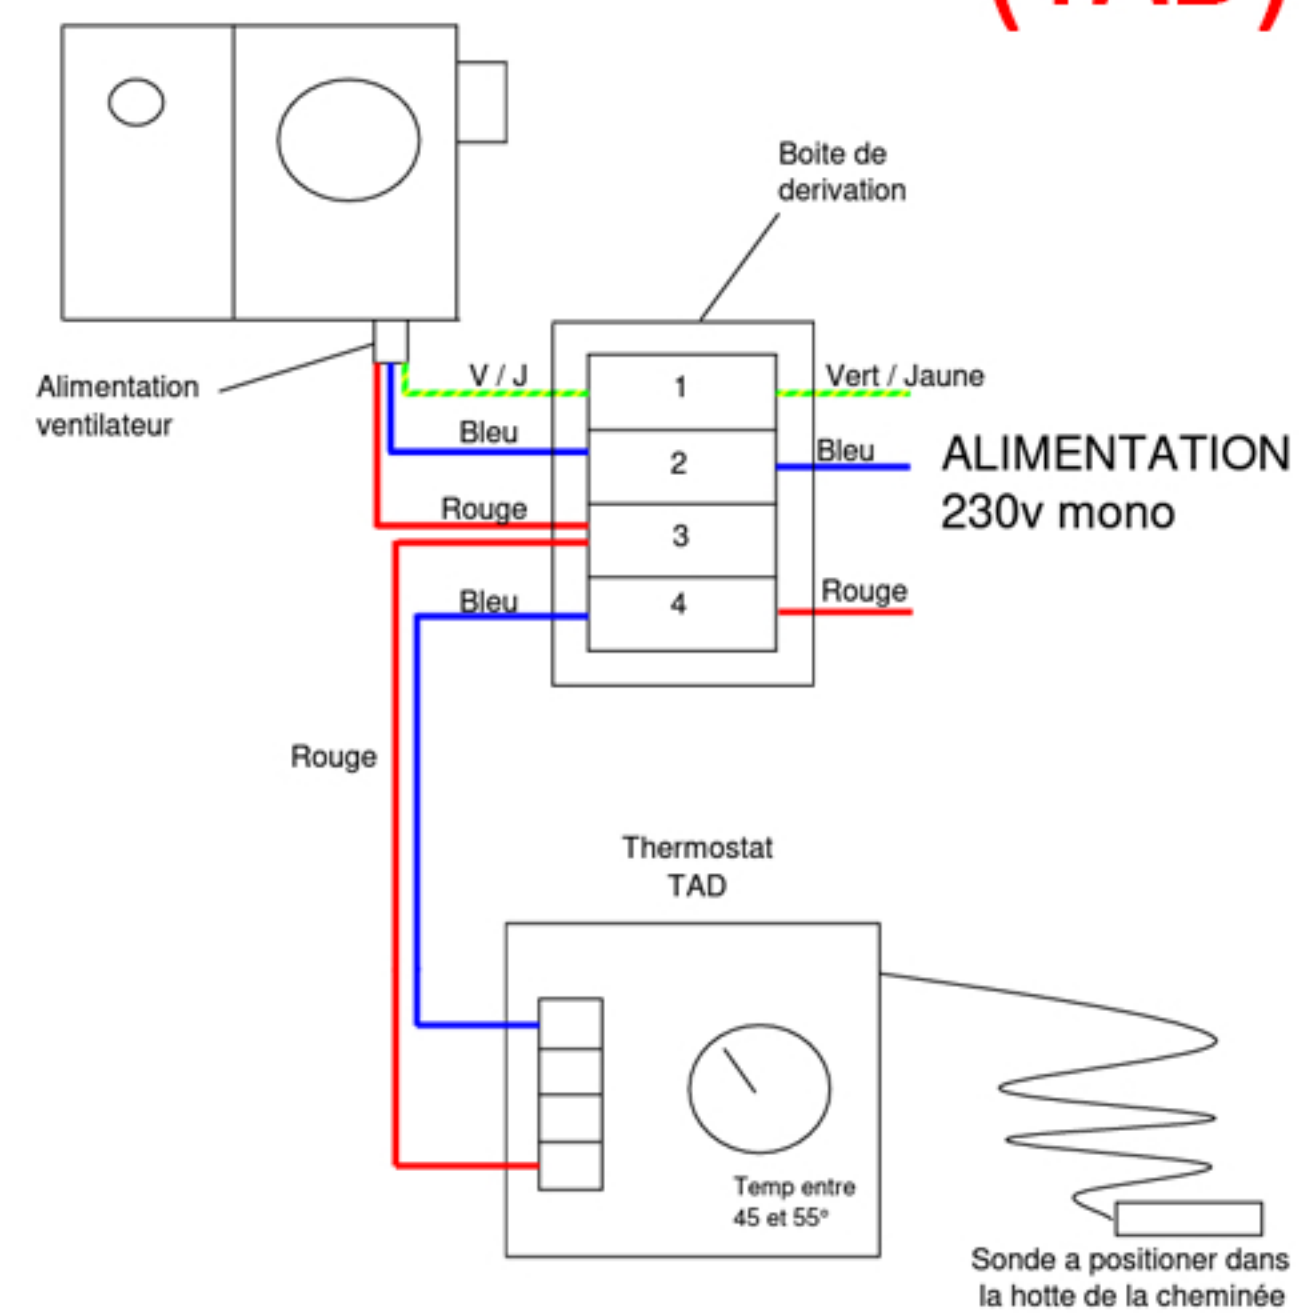 (TAD)
Boite de
derivation
Alimentation
ventilateur
V / J
1
Vert / Jaune
Bleu
2
Bleu
ALIMENTATION
230v mono
Rouge
3
Bleu
4
Rouge
Rouge
Thermostat
TAD
Temp entre
45 et 55°
Sonde a positioner dans
la hotte de la cheminée